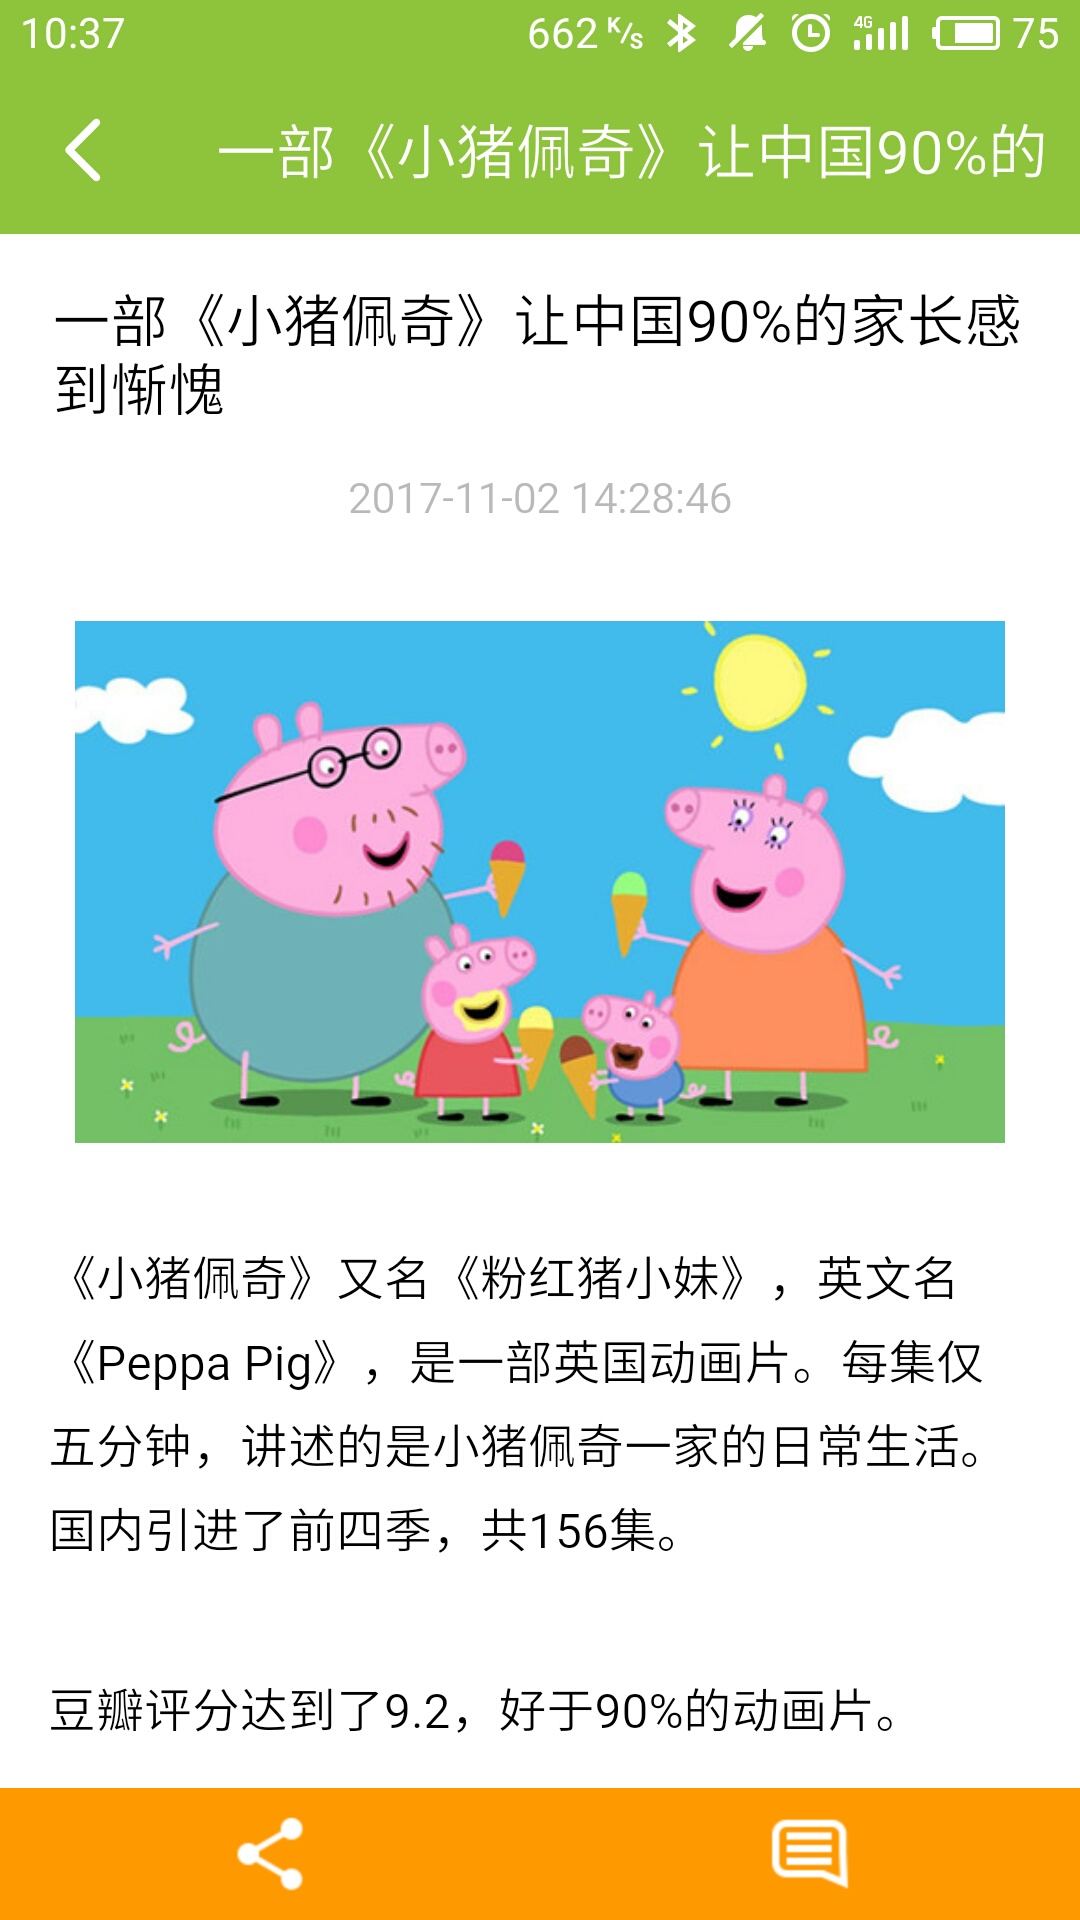 10:37 662 K/s 4G 75
一部《小猪佩奇》让中国90%的
一部《小猪佩奇》让中国90%的家长感
到惭愧
2017-11-02 14:28:46
《小猪佩奇》又名《粉红猪小妹》，英文名
《Peppa Pig》，是一部英国动画片。每集仅
五分钟，讲述的是小猪佩奇一家的日常生活。
国内引进了前四季，共156集。
豆瓣评分达到了9.2，好于90%的动画片。